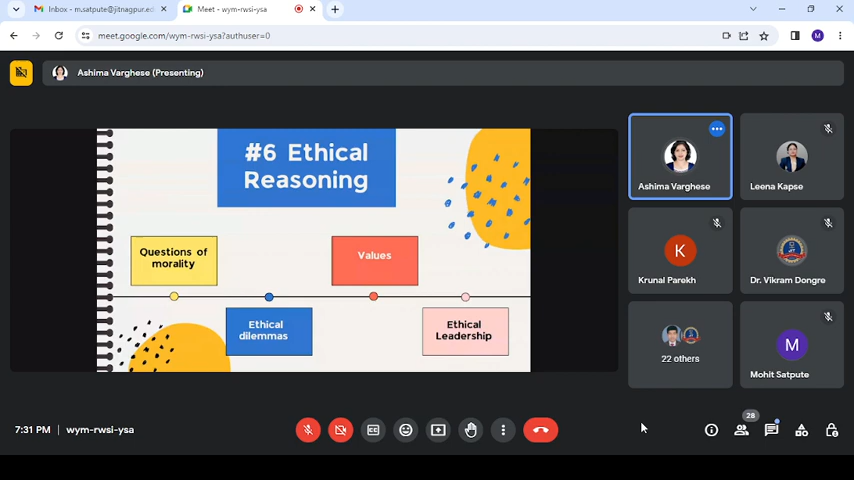 Inbox - m.satpute@jitnagpur.ed
Meet - wym-rwsi-ysa
meet.google.com/wym-rwsi-ysa?authuser=0
M
Ashima Varghese (Presenting)
#6 Ethical
Reasoning
Questions of
morality
Values
Ethical
dilemmas
Ethical
Leadership
Ashima Varghese
Leena Kapse
K
Krunal Parekh
Dr. Vikram Dongre
22 others
M
Mohit Satpute
7:31 PM | wym-rwsi-ysa
CC
28